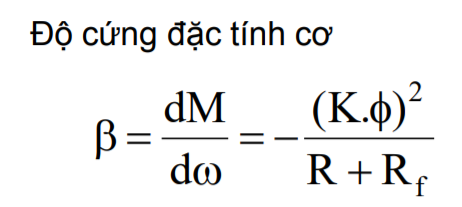 Độ cứng đặc tính cơ
β = dM/dω = -(K.ϕ)²/(R + R_f)